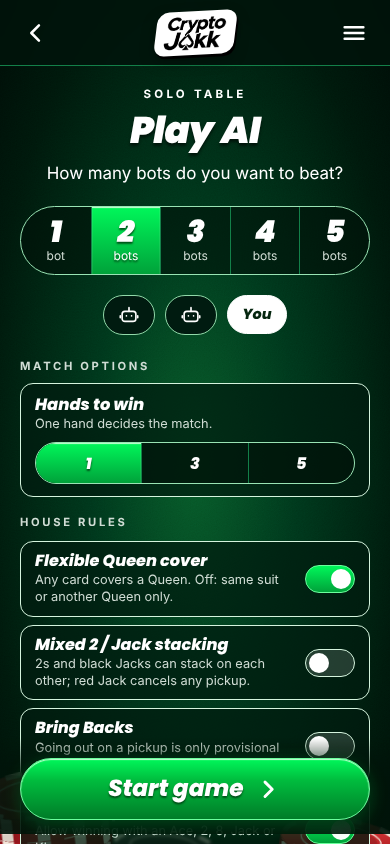 Crypto
Jokk
SOLO TABLE
Play AI
How many bots do you want to beat?
1 2 3 4 5
bot bots bots bots bots
You
MATCH OPTIONS
Hands to win
One hand decides the match.
1 3 5
HOUSE RULES
Flexible Queen cover
Any card covers a Queen. Off: same suit
or another Queen only.
Mixed 2 / Jack stacking
2s and black Jacks can stack on each
other; red Jack cancels any pickup.
Bring Backs
Going out on a pickup is only provisional
Start game